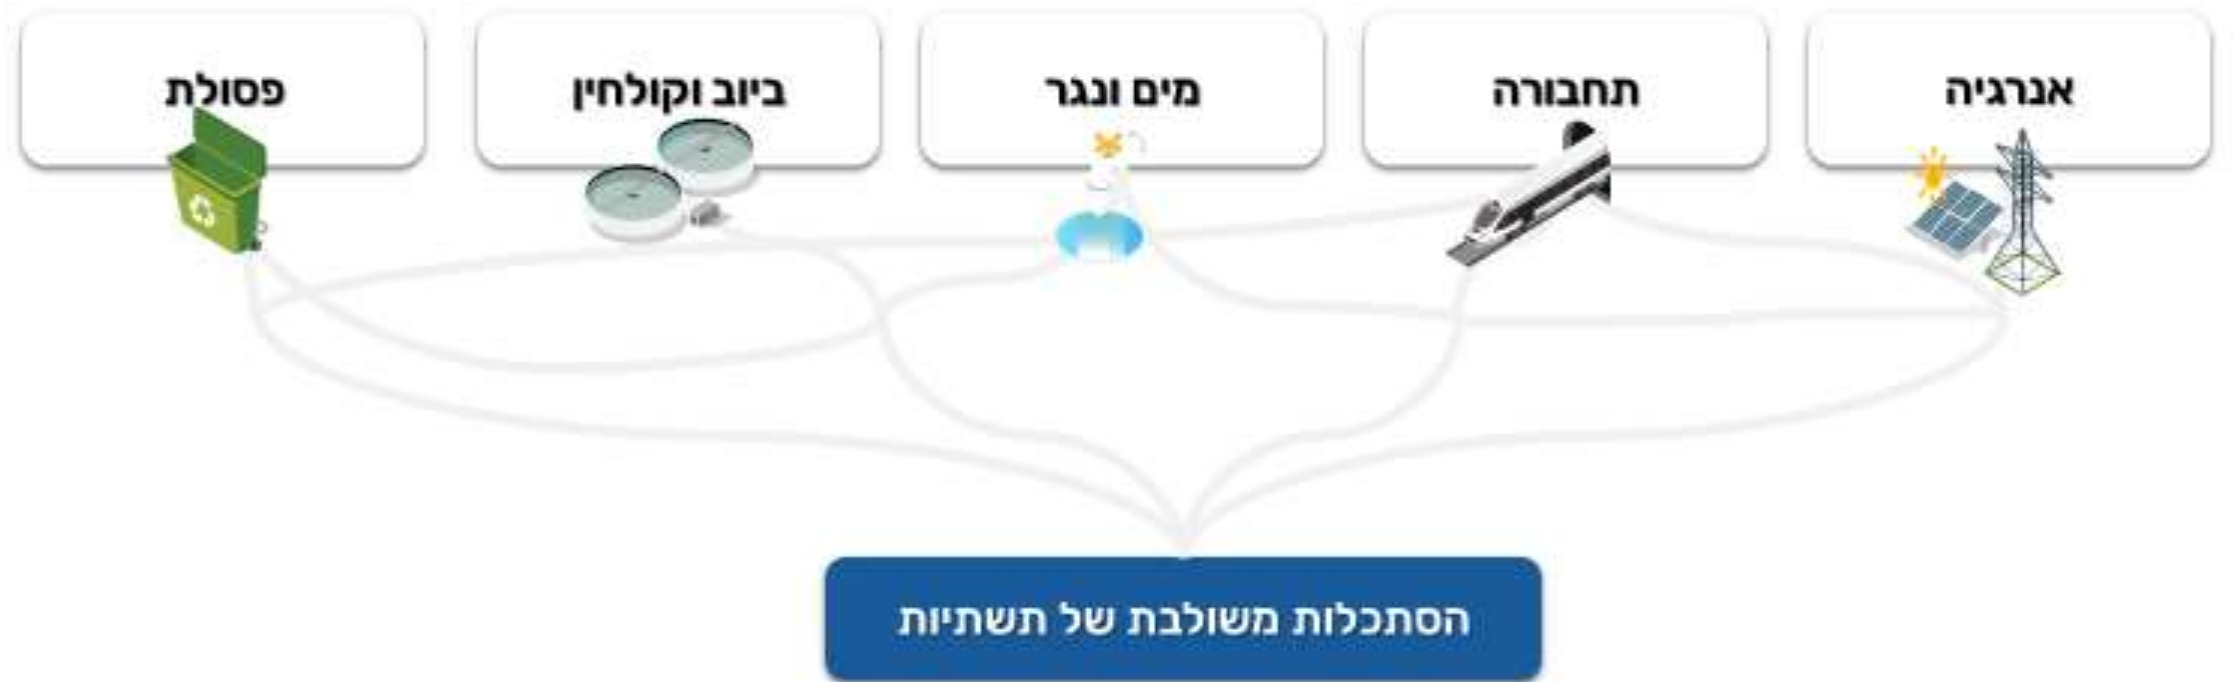 אנרגיה
תחבורה
מים ונגר
ביוב וקולחין
פסולת
הסתכלות משולבת של תשתיות